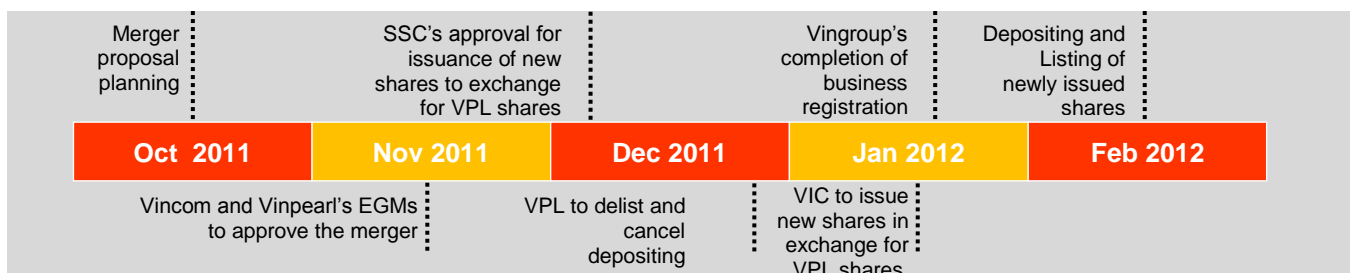 Merger
proposal
planning
SSC's approval for
issuance of new
shares to exchange
for VPL shares
Vingroup's
completion of
business
registration
Depositing and
Listing of
newly issued
shares
Oct 2011
Nov 2011
Dec 2011
Jan 2012
Feb 2012
Vincom and Vinpearl's EGMs
to approve the merger
VPL to delist and
cancel
depositing
VIC to issue
new shares in
exchange for
VPL shares